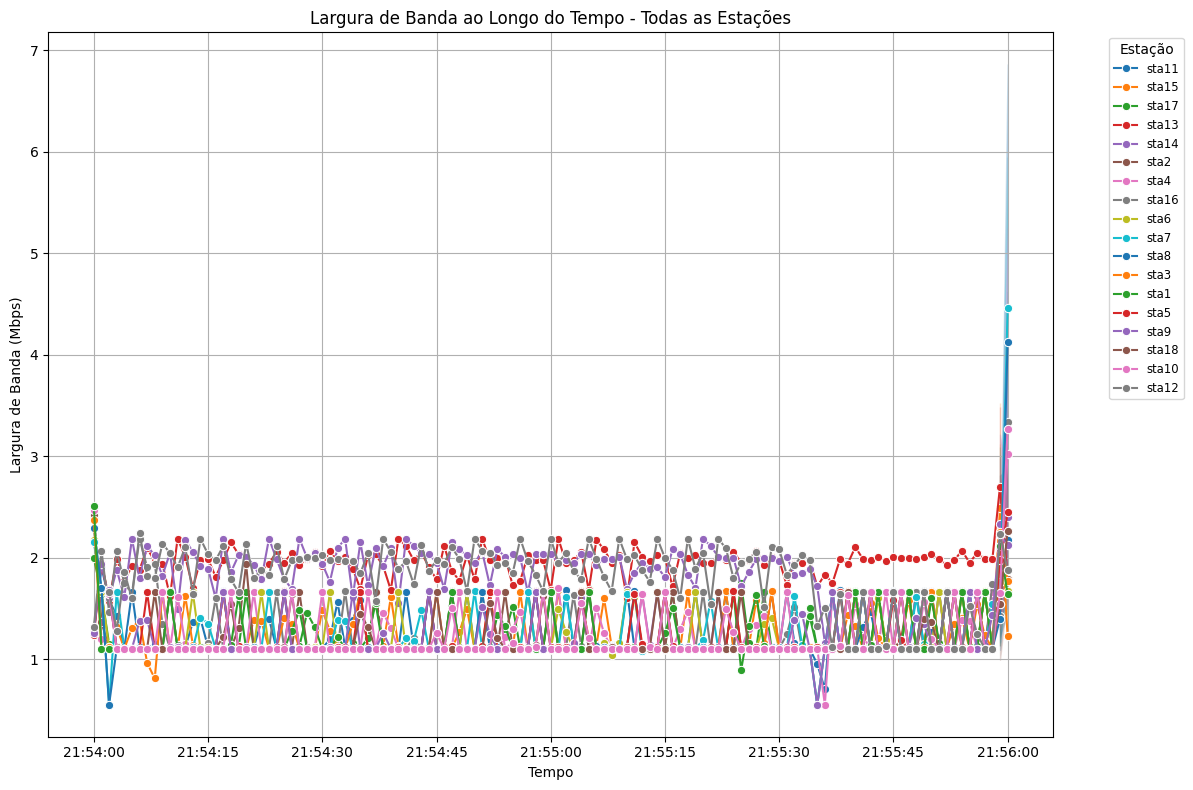 Largura de Banda ao Longo do Tempo - Todas as Estações
Largura de Banda (Mbps)
7
6
5
4
3
2
1
21:54:00
21:54:15
21:54:30
21:54:45
21:55:00
21:55:15
21:55:30
21:55:45
21:56:00
Tempo
Estação
sta11
sta15
sta17
sta13
sta14
sta2
sta4
sta16
sta6
sta7
sta8
sta3
sta1
sta5
sta9
sta18
sta10
sta12